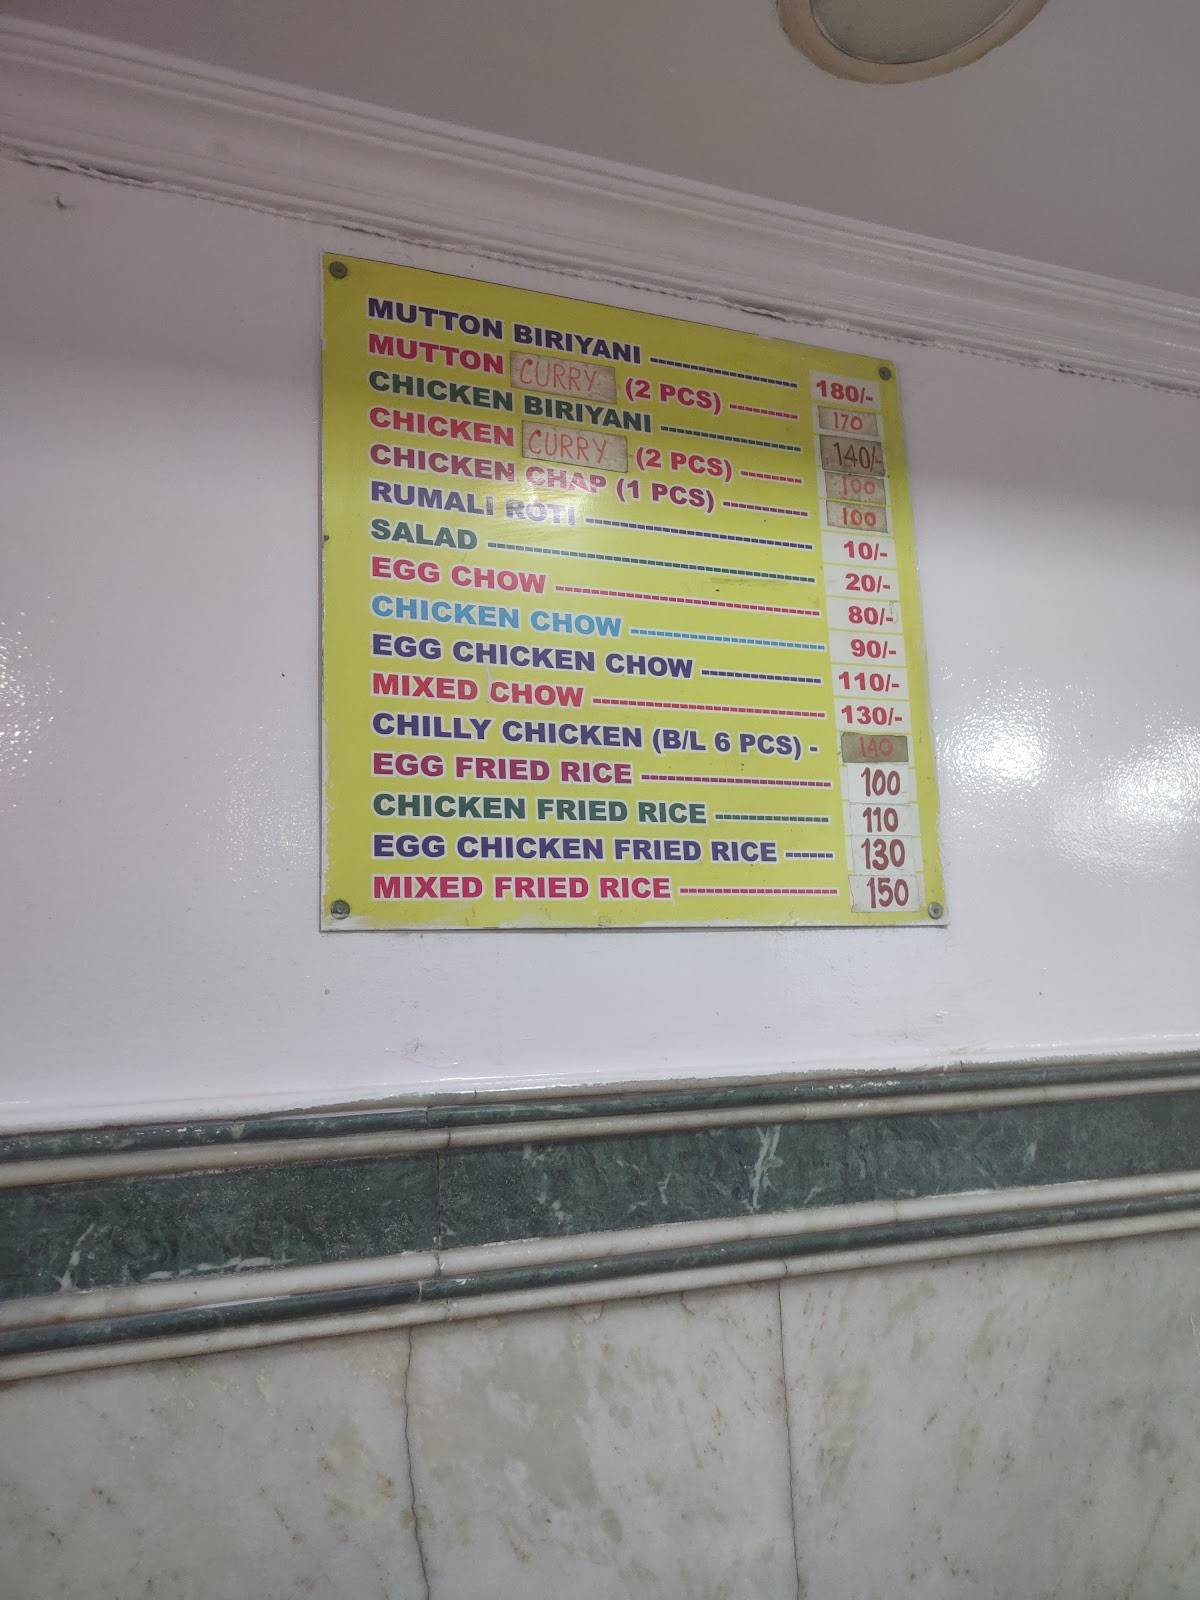 MUTTON BIRIYANI ------------------ 180/-
MUTTON CURRY (2 PCS) -------- 170
CHICKEN BIRIYANI ----------------- 140/-
CHICKEN CURRY (2 PCS) ------- 100
CHICKEN CHAP (1 PCS) ---------- 100
RUMALI ROTI --------------------------- 10/-
SALAD --------------------------------------- 20/-
EGG CHOW ------------------------------- 80/-
CHICKEN CHOW ----------------------- 90/-
EGG CHICKEN CHOW -------------- 110/-
MIXED CHOW --------------------------- 130/-
CHILLY CHICKEN (B/L 6 PCS) - 140
EGG FRIED RICE ---------------------- 100
CHICKEN FRIED RICE ------------- 110
EGG CHICKEN FRIED RICE ------ 130
MIXED FRIED RICE ------------------ 150